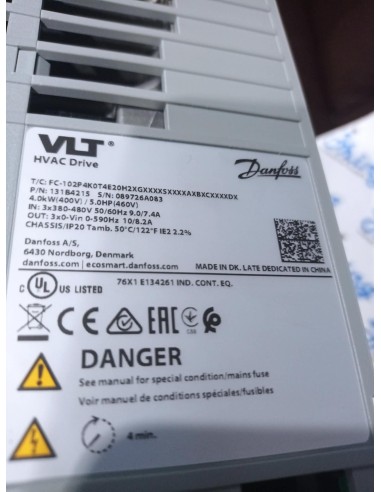 VLT®
HVAC Drive
Danfoss
T/C: FC-102P4K0T4E20H2XGXXXXSXXXXAXBXCXXXXDX
P/N: 131B4215 S/N: 089726A083
4.0kW(400V) / 5.0HP(460V)
IN: 3x380-480V 50/60Hz 9.0/7.4A
OUT: 3x0-Vin 0-590Hz 10/8.2A
CHASSIS/IP20 Tamb. 50°C/122°F IE2 2.2%
Danfoss A/S,
6430 Nordborg, Denmark
danfoss.com | ecosmart.danfoss.com
MADE IN DK. LATE DEDICATED IN CHINA
c UL US LISTED 76X1 E134261 IND. CONT. EQ.
CE EAC
DANGER
See manual for special condition/mains fuse
Voir manuel de conditions spéciales/fusibles
4 min.